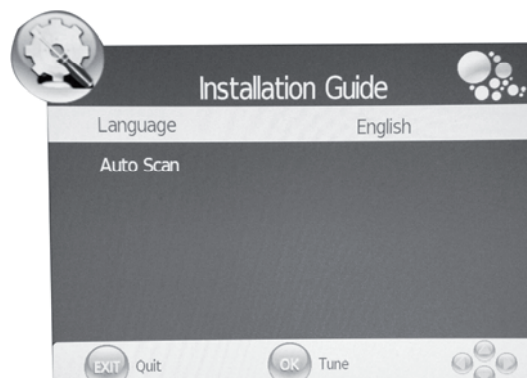 Installation Guide
Language English
Auto Scan
EXIT Quit OK Tune